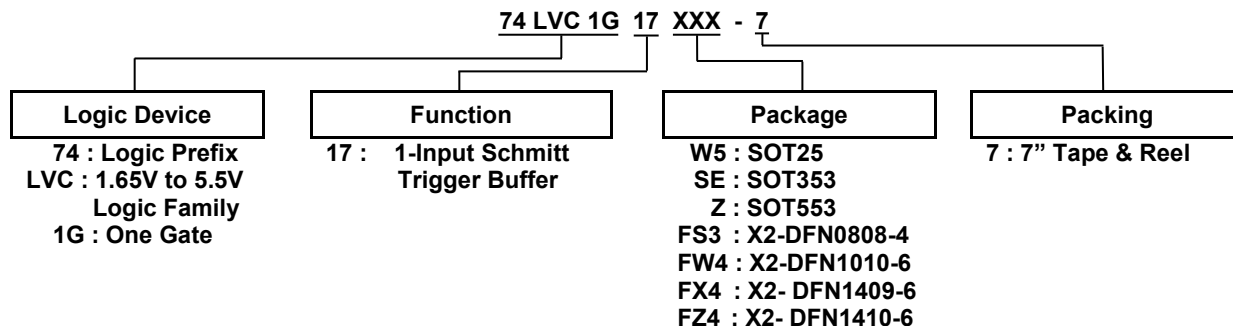 74 LVC 1G 17 XXX - 7
Logic Device
74 : Logic Prefix
LVC : 1.65V to 5.5V
Logic Family
1G : One Gate
Function
17 : 1-Input Schmitt
Trigger Buffer
Package
W5 : SOT25
SE : SOT353
Z : SOT553
FS3 : X2-DFN0808-4
FW4 : X2-DFN1010-6
FX4 : X2- DFN1409-6
FZ4 : X2- DFN1410-6
Packing
7 : 7” Tape & Reel